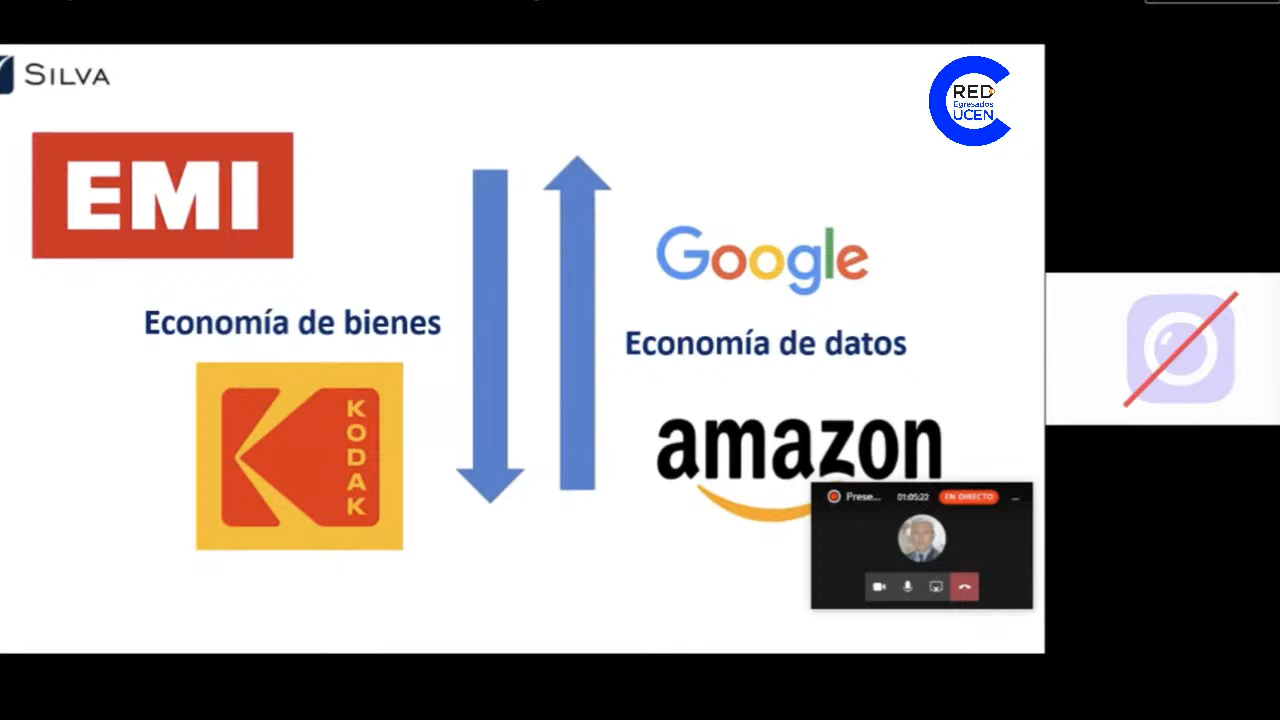 SILVA
RED
Egresados
UCEN
EMI
Google
Economía de bienes
Economía de datos
KODAK
amazon
Prese... 01:05:22 EN DIRECTO